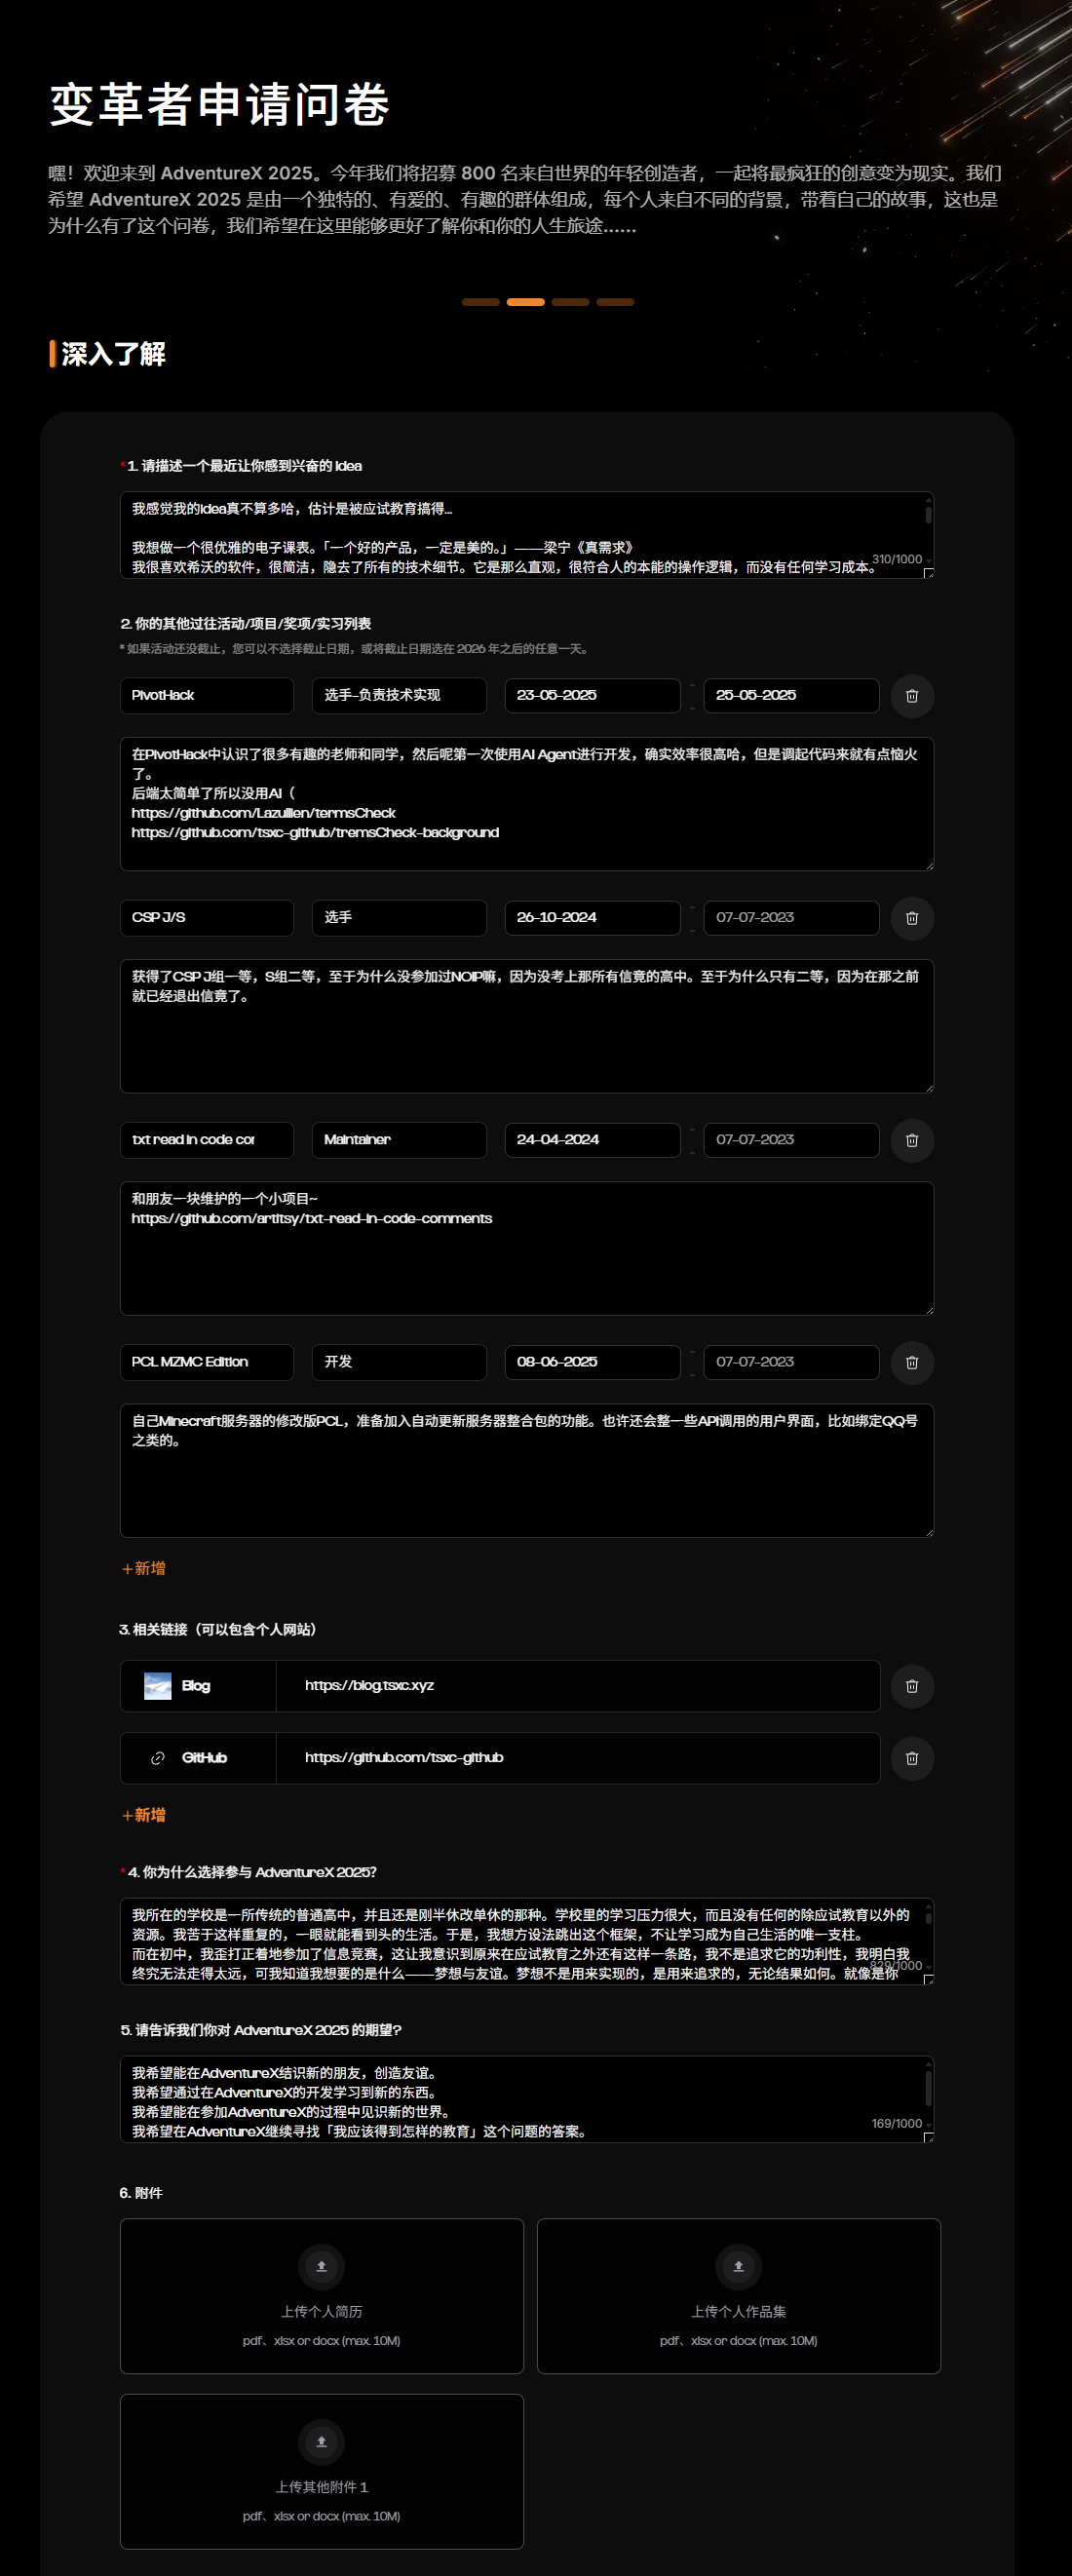 变革者申请问卷
嘿！欢迎来到 AdventureX 2025。今年我们将招募 800 名来自世界的年轻创造者，一起将最疯狂的创意变为现实。我们
希望 AdventureX 2025 是由一个独特的、有爱的、有趣的群体组成，每个人来自不同的背景，带着自己的故事，这也是
为什么有了这个问卷，我们希望在这里能够更好了解你和你的人生旅途……
深入了解
*1. 请描述一个最近让你感到兴奋的 Idea
我感觉我的Idea真不算多哈，估计是被应试教育搞得...
我想做一个很优雅的电子课表。「一个好的产品，一定是美的。」——梁宁《真需求》
我很喜欢希沃的软件，很简洁，隐去了所有的技术细节。它是那么直观，很符合人的本能的操作逻辑，而没有任何学习成本。
310/1000
2. 你的其他过往活动/项目/奖项/实习列表
* 如果活动还没截止，您可以不选择截止日期，或将截止日期选在 2026 年之后的任意一天。
PivotHack 选手-负责技术实现 23-05-2025 - 25-05-2025
在PivotHack中认识了很多有趣的老师和同学，然后呢第一次使用AI Agent进行开发，确实效率很高哈，但是调起代码来就有点恼火
了。
后端太简单了所以没用AI（
https://github.com/Lazuliien/termsCheck
https://github.com/tsxc-github/tremsCheck-background
CSP J/S 选手 26-10-2024 - 07-07-2023
获得了CSP J组一等，S组二等，至于为什么没参加过NOIP嘛，因为没考上那所有信竟的高中。至于为什么只有二等，因为在那之前
就已经退出信竟了。
txt read in code cor Maintainer 24-04-2024 - 07-07-2023
和朋友一块维护的一个小项目~
https://github.com/artitsy/txt-read-in-code-comments
PCL MZMC Edition 开发 08-06-2025 - 07-07-2023
自己Minecraft服务器的修改版PCL，准备加入自动更新服务器整合包的功能。也许还会整一些API调用的用户界面，比如绑定QQ号
之类的。
+新增
3. 相关链接（可以包含个人网站）
Blog https://blog.tsxc.xyz
GitHub https://github.com/tsxc-github
+新增
*4. 你为什么选择参与 AdventureX 2025?
我所在的学校是一所传统的普通高中，并且还是刚半休改单休的那种。学校里的学习压力很大，而且没有任何的除应试教育以外的
资源。我苦于这样重复的，一眼就能看到头的生活。于是，我想方设法跳出这个框架，不让学习成为自己生活的唯一支柱。
而在初中，我歪打正着地参加了信息竞赛，这让我意识到原来在应试教育之外还有这样一条路，我不是追求它的功利性，我明白我
终究无法走得太远，可我知道我想要的是什么——梦想与友谊。梦想不是用来实现的，是用来追求的，无论结果如何。就像是你
829/1000
5. 请告诉我们你对 AdventureX 2025 的期望?
我希望能在AdventureX结识新的朋友，创造友谊。
我希望通过在AdventureX的开发学习到新的东西。
我希望能在参加AdventureX的过程中见识新的世界。
我希望在AdventureX继续寻找「我应该得到怎样的教育」这个问题的答案。
169/1000
6. 附件
上传个人简历 上传个人作品集
pdf、xlsx or docx (max. 10M) pdf、xlsx or docx (max. 10M)
上传其他附件 1
pdf、xlsx or docx (max. 10M)